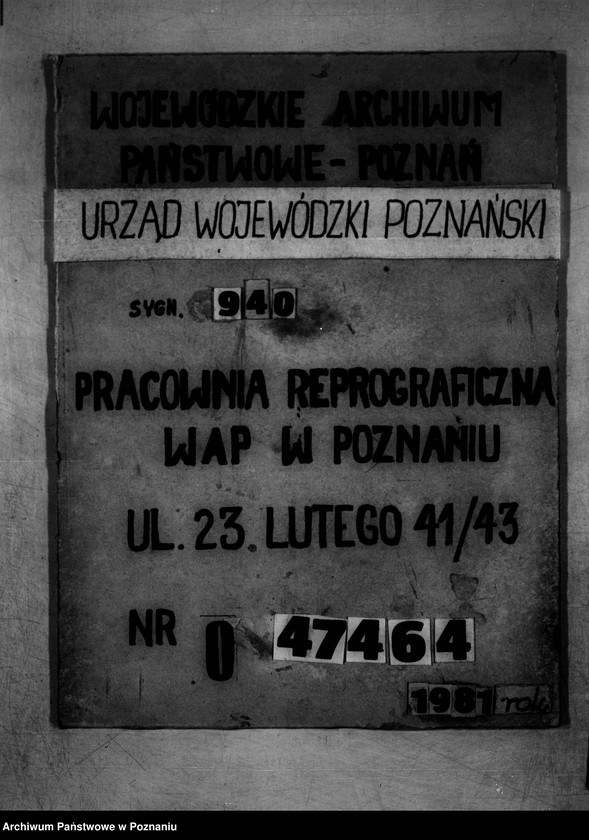 WOJEWÓDZKIE ARCHIWUM
PAŃSTWOWE - POZNAŃ
URZĄD WOJEWÓDZKI POZNAŃSKI
SYGN. 940
PRACOWNIA REPROGRAFICZNA
WAP W POZNANIU
UL. 23. LUTEGO 41/43
NR 0 47464
1981 roku
Archiwum Państwowe w Poznaniu